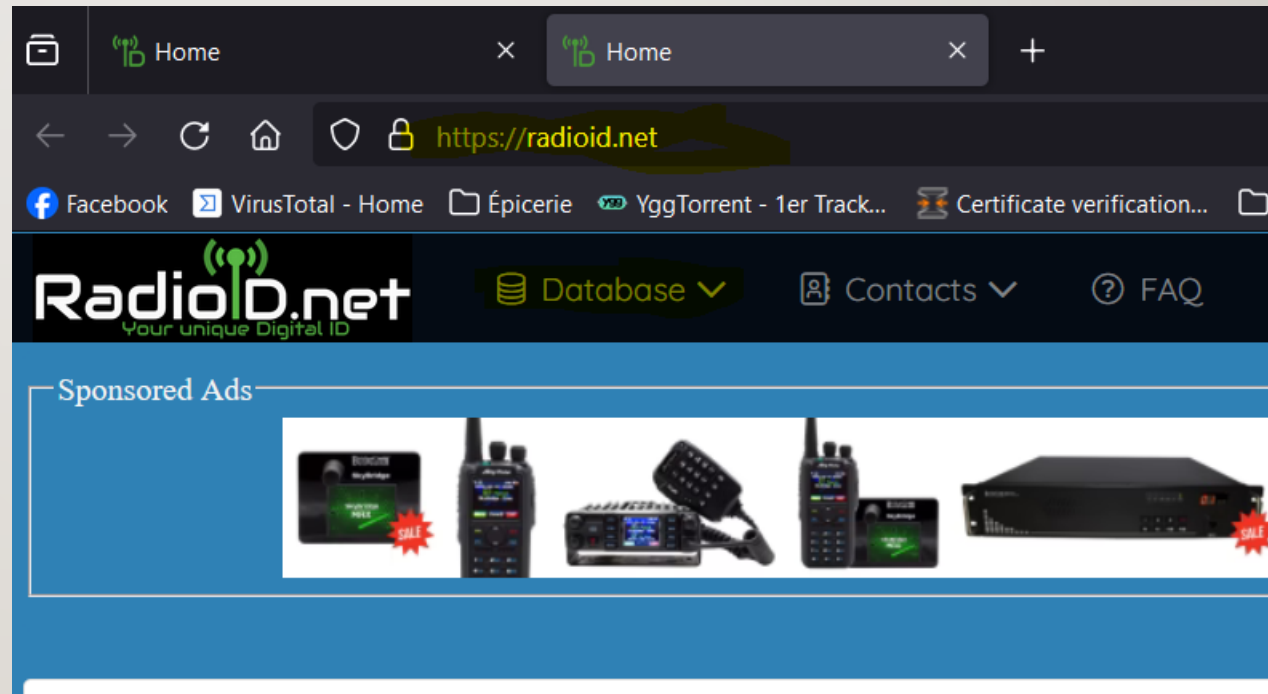 Home
Home
https://radioid.net
Facebook VirusTotal - Home Épicerie YggTorrent - 1er Track... Certificate verification...
RadioID.net Database Contacts FAQ
Your unique Digital ID
Sponsored Ads
SALE SALE